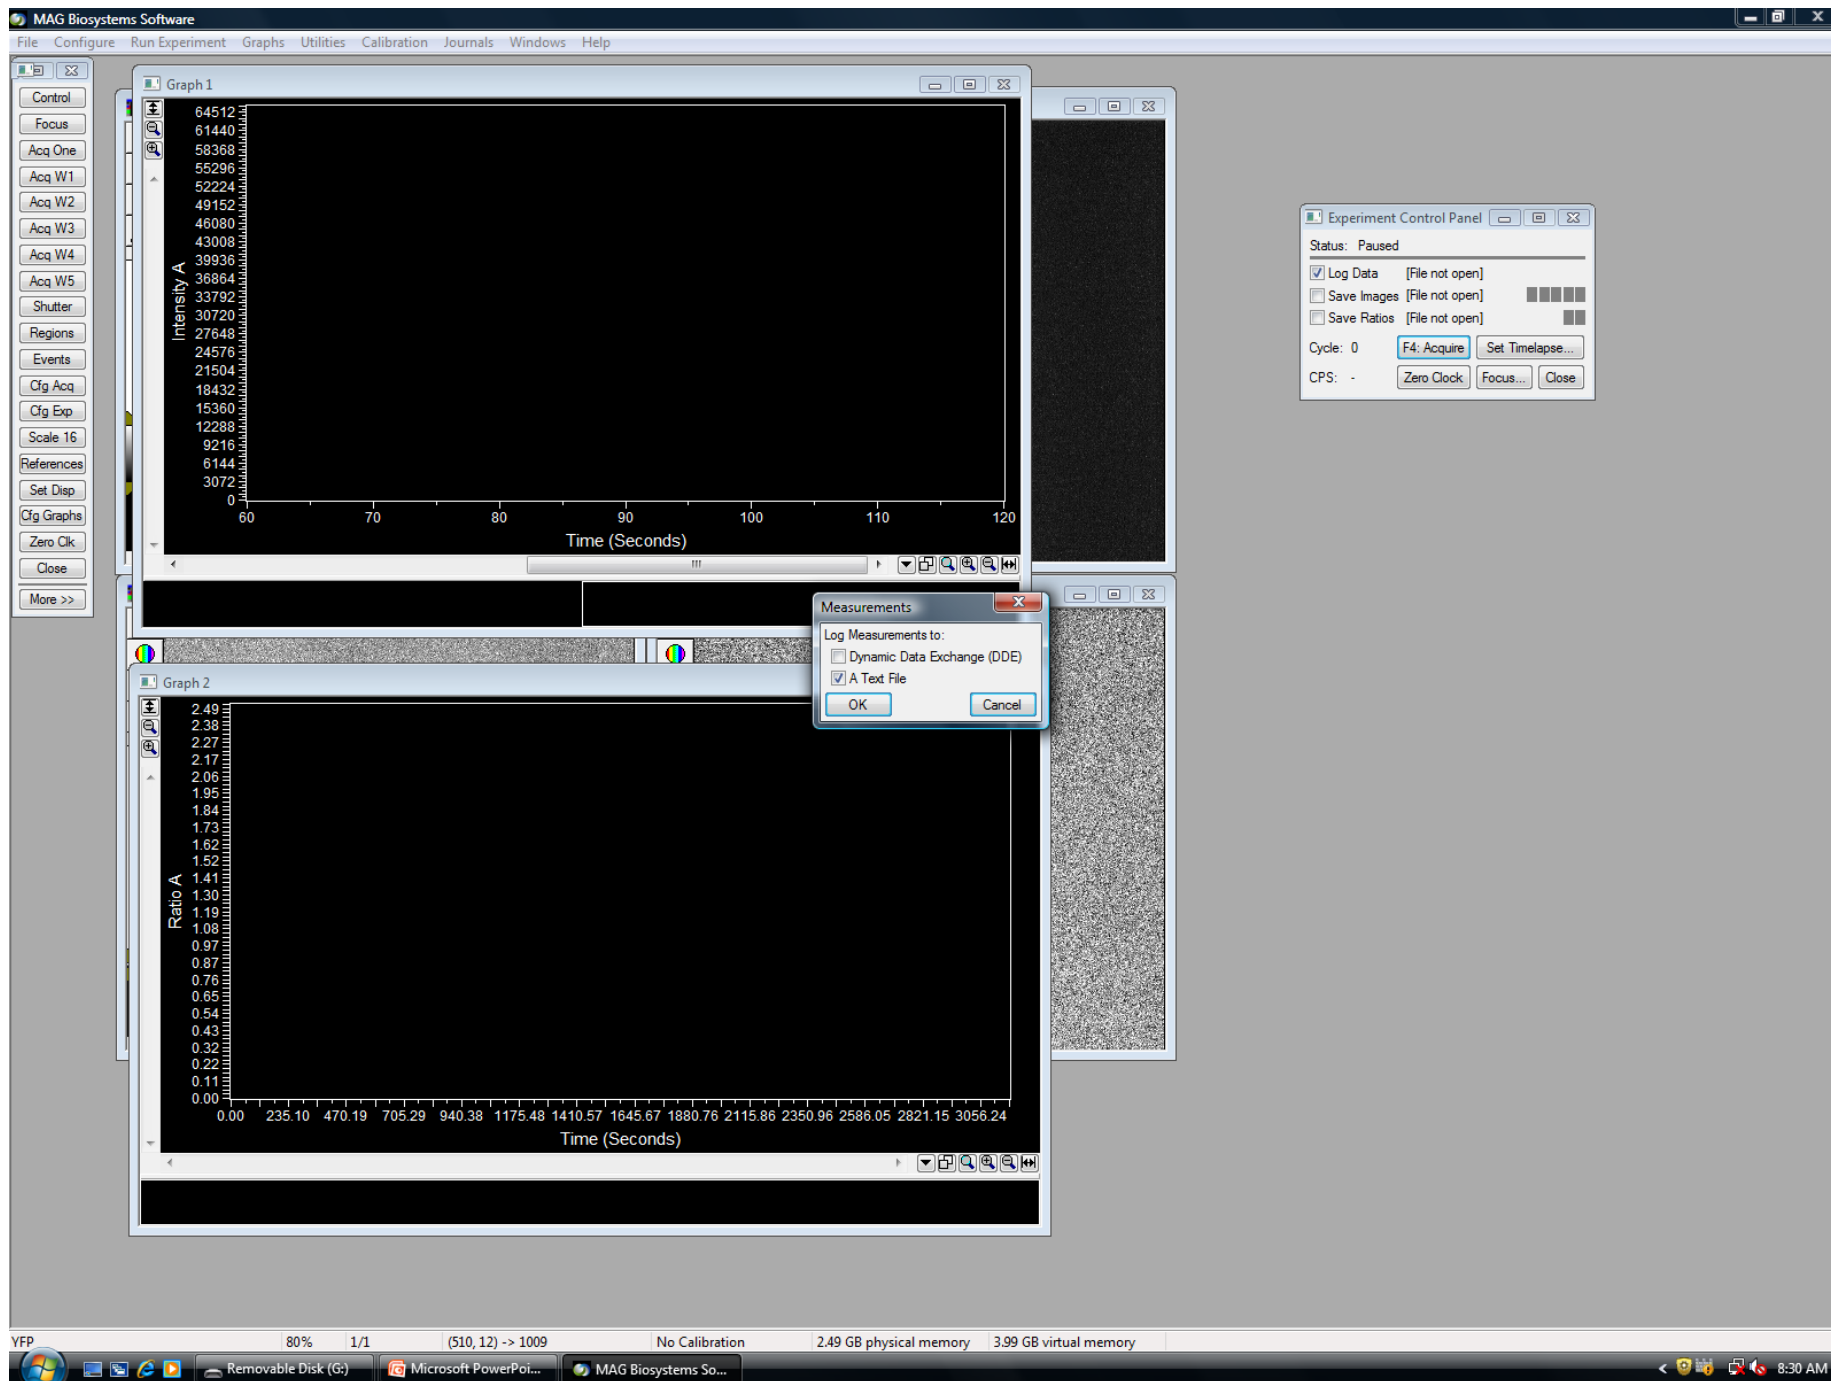 MAG Biosystems Software
File Configure Run Experiment Graphs Utilities Calibration Journals Windows Help
Control
Focus
Acq One
Acq W1
Acq W2
Acq W3
Acq W4
Acq W5
Shutter
Regions
Events
Cfg Acq
Cfg Exp
Scale 16
References
Set Disp
Cfg Graphs
Zero Clk
Close
More >>
Graph 1
64512
61440
58368
55296
52224
49152
46080
43008
39936
36864
33792
30720
27648
24576
21504
18432
15360
12288
9216
6144
3072
0
Intensity A
60 70 80 90 100 110 120
Time (Seconds)
Experiment Control Panel
Status: Paused
Log Data [File not open]
Save Images [File not open]
Save Ratios [File not open]
Cycle: 0 F4: Acquire Set Timelapse...
CPS: - Zero Clock Focus... Close
Measurements
Log Measurements to:
Dynamic Data Exchange (DDE)
A Text File
OK Cancel
Graph 2
2.49
2.38
2.27
2.17
2.06
1.95
1.84
1.73
1.62
1.52
1.41
1.30
1.19
1.08
0.97
0.87
0.76
0.65
0.54
0.43
0.32
0.22
0.11
0.00
Ratio A
0.00 235.10 470.19 705.29 940.38 1175.48 1410.57 1645.67 1880.76 2115.86 2350.96 2586.05 2821.15 3056.24
Time (Seconds)
YFP 80% 1/1 (510, 12) -> 1009 No Calibration 2.49 GB physical memory 3.99 GB virtual memory
Removable Disk (G:) Microsoft PowerPoi... MAG Biosystems So... 8:30 AM